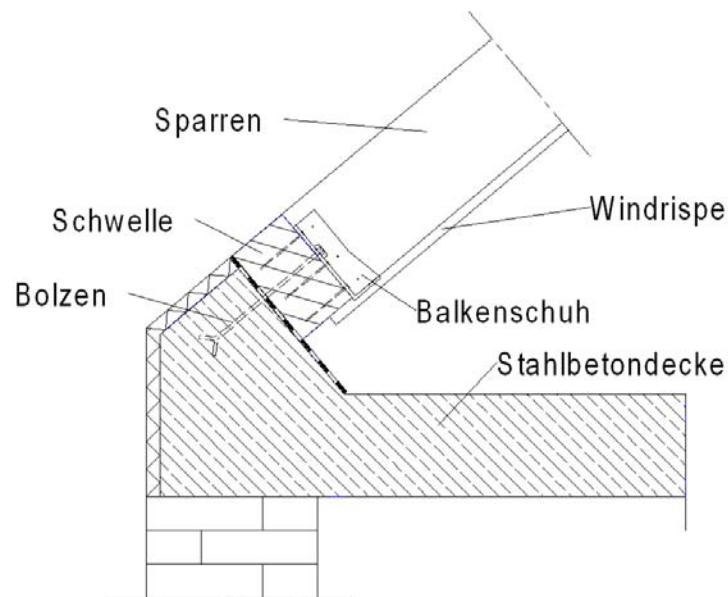 Sparren
Windrispe
Schwelle
Bolzen
Balkenschuh
Stahlbetondecke